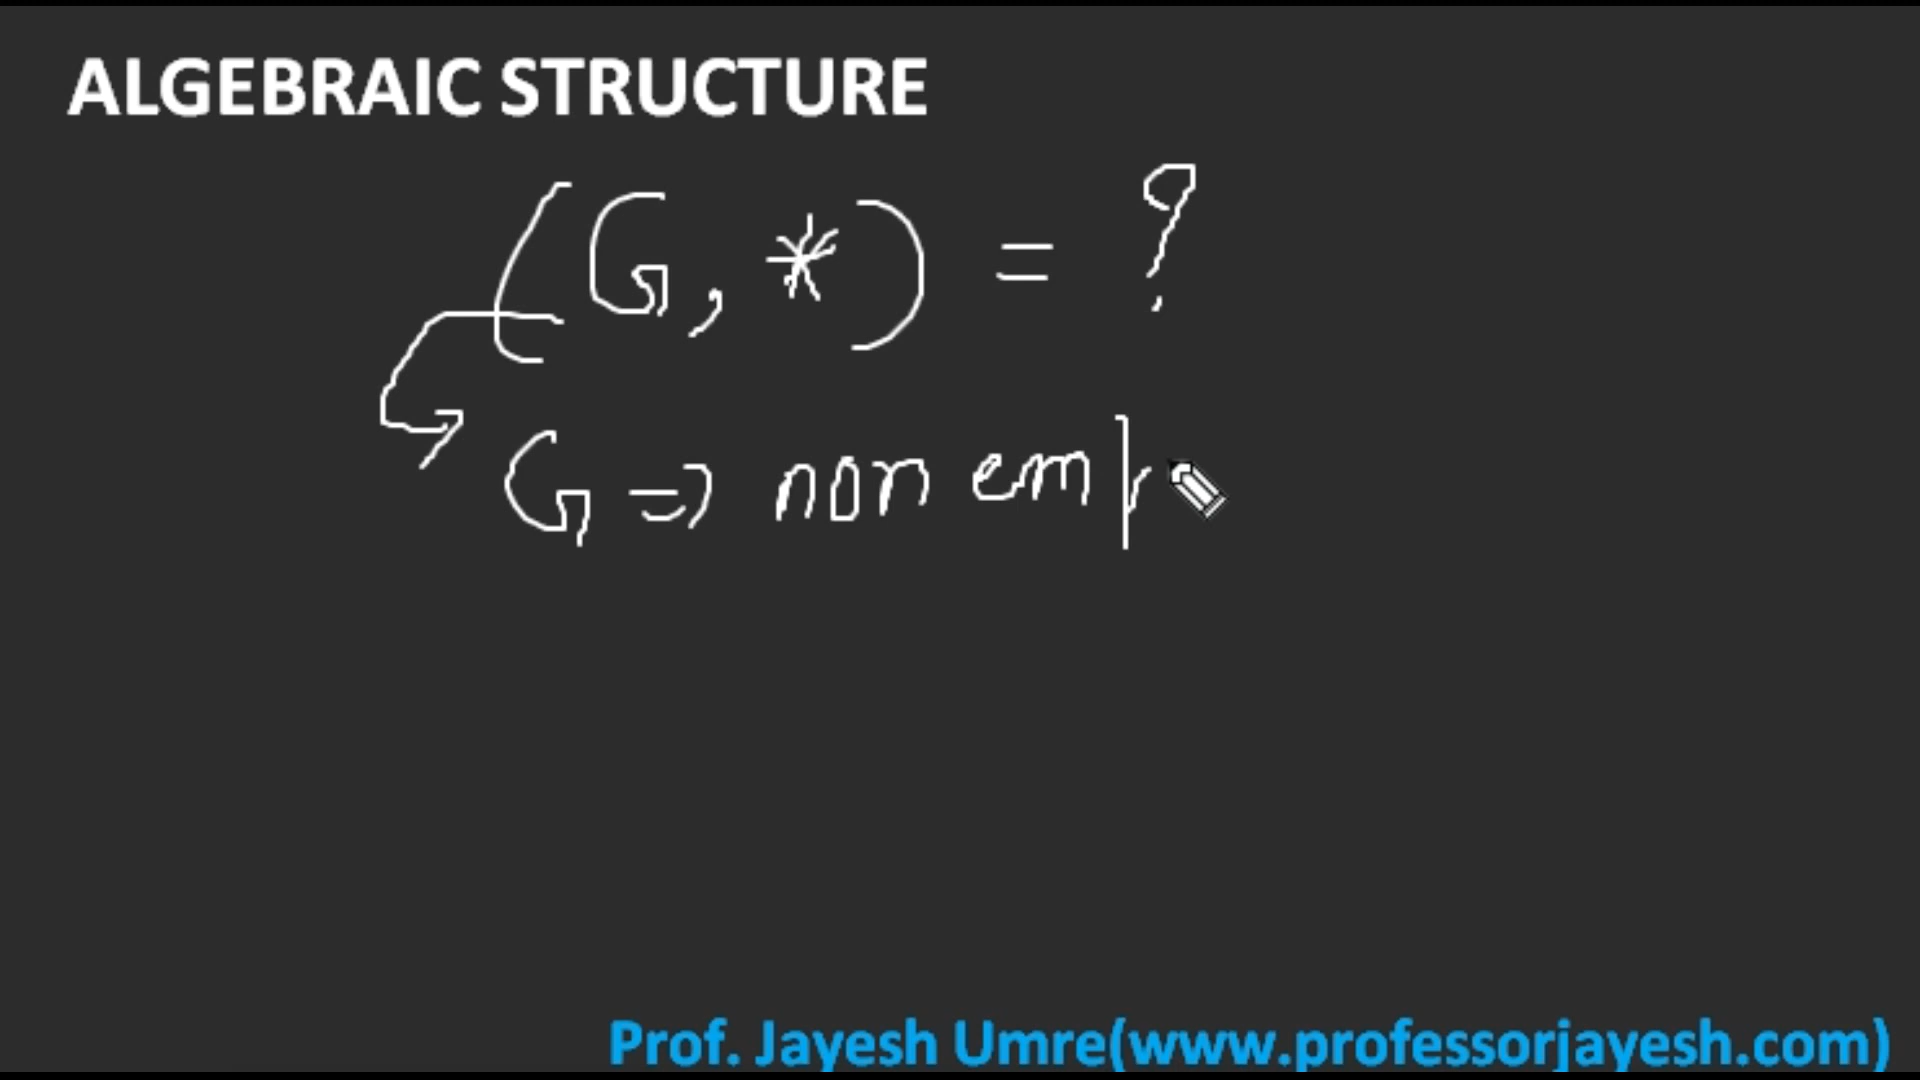 ALGEBRAIC STRUCTURE
(G, *) = ?
G => non emp
Prof. Jayesh Umre(www.professorjayesh.com)